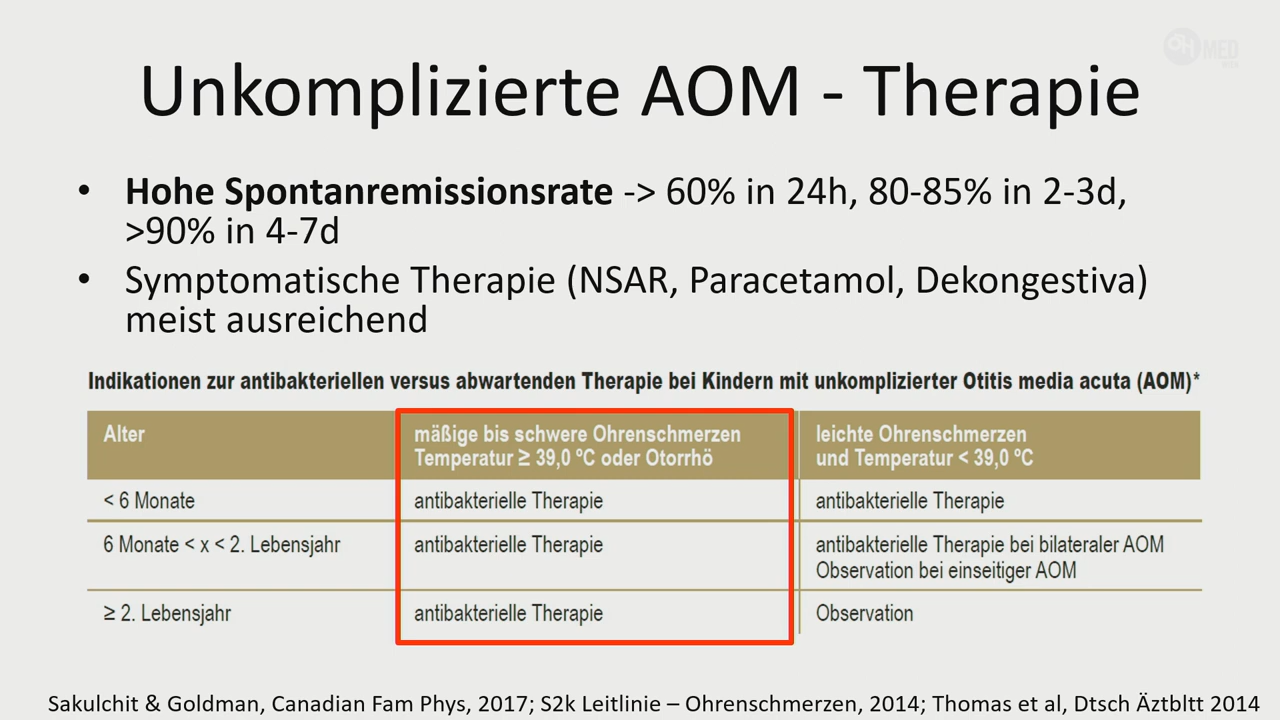 ÖH MED
Unkomplizierte AOM - Therapie
• Hohe Spontanremissionsrate -> 60% in 24h, 80-85% in 2-3d,
>90% in 4-7d
• Symptomatische Therapie (NSAR, Paracetamol, Dekongestiva)
meist ausreichend
Indikationen zur antibakteriellen versus abwartenden Therapie bei Kindern mit unkomplizierter Otitis media acuta (AOM)*
Alter
mäßige bis schwere Ohrenschmerzen
Temperatur ≥ 39,0 ºC oder Otorrhö
leichte Ohrenschmerzen
und Temperatur < 39,0 ºC
< 6 Monate
antibakterielle Therapie
antibakterielle Therapie
6 Monate < x < 2. Lebensjahr
antibakterielle Therapie
antibakterielle Therapie bei bilateraler AOM
Observation bei einseitiger AOM
≥ 2. Lebensjahr
antibakterielle Therapie
Observation
Sakulchit & Goldman, Canadian Fam Phys, 2017; S2k Leitlinie – Ohrenschmerzen, 2014; Thomas et al, Dtsch Äztbltt 2014